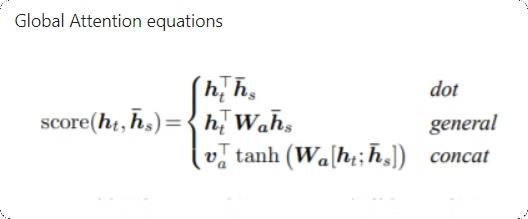 Global Attention equations
h_t^⊤ h̄_s dot
score(h_t, h̄_s) = { h_t^⊤ W_a h̄_s general
v_a^⊤ tanh (W_a[h_t; h̄_s]) concat